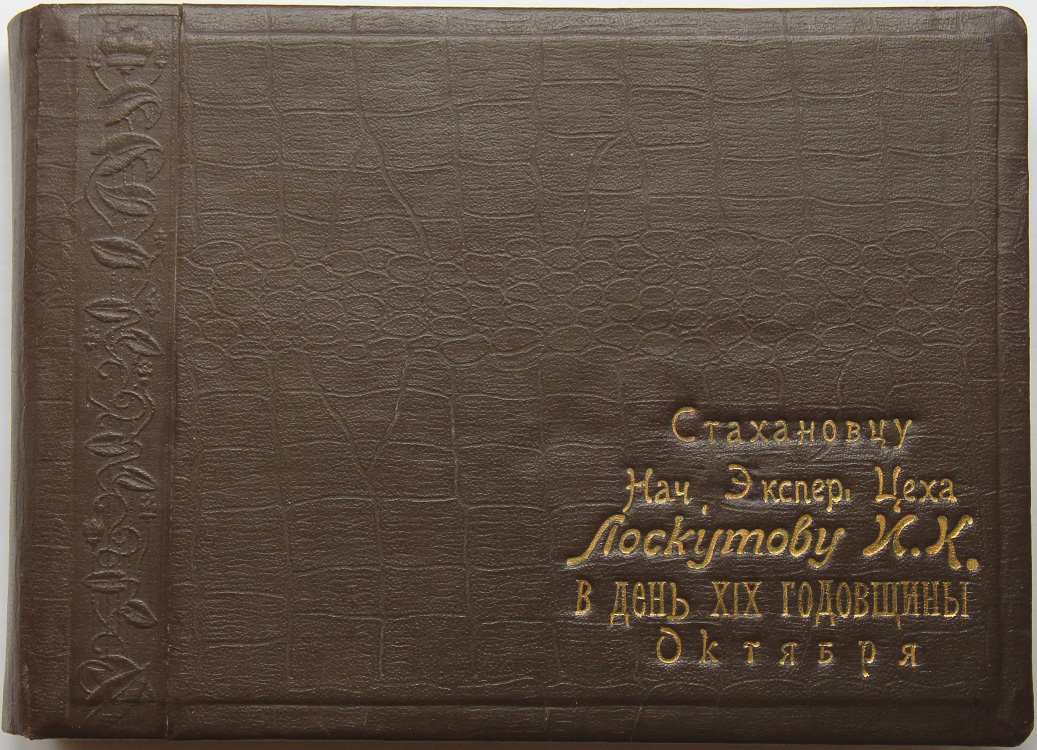 Стахановцу
Нач. Экспер. Цеха
Лоскутову И.К.
В ДЕНЬ XIX ГОДОВЩИНЫ
Октября